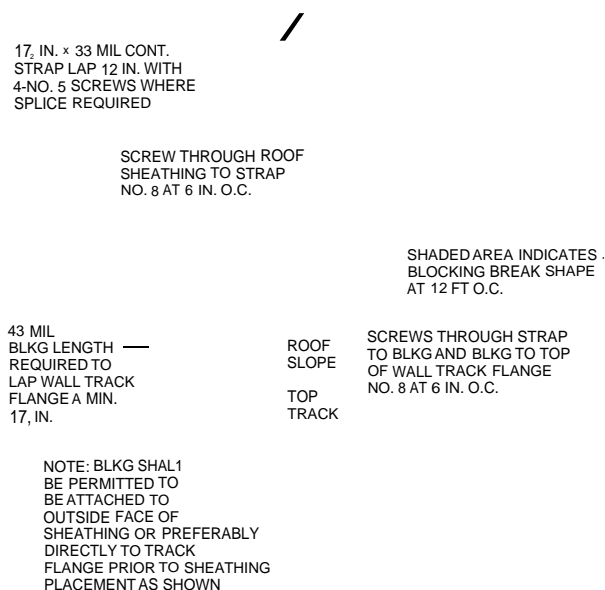 17, IN. × 33 MIL CONT.
STRAP LAP 12 IN. WITH
4-NO. 5 SCREWS WHERE
SPLICE REQUIRED
SCREW THROUGH ROOF
SHEATHING TO STRAP
NO. 8 AT 6 IN. O.C.
SHADED AREA INDICATES
BLOCKING BREAK SHAPE
AT 12 FT O.C.
43 MIL
BLKG LENGTH
REQUIRED TO
LAP WALL TRACK
FLANGE A MIN.
17, IN.
ROOF
SLOPE
TOP
TRACK
SCREWS THROUGH STRAP
TO BLKG AND BLKG TO TOP
OF WALL TRACK FLANGE
NO. 8 AT 6 IN. O.C.
NOTE: BLKG SHAL1
BE PERMITTED TO
BE ATTACHED TO
OUTSIDE FACE OF
SHEATHING OR PREFERABLY
DIRECTLY TO TRACK
FLANGE PRIOR TO SHEATHING
PLACEMENT AS SHOWN